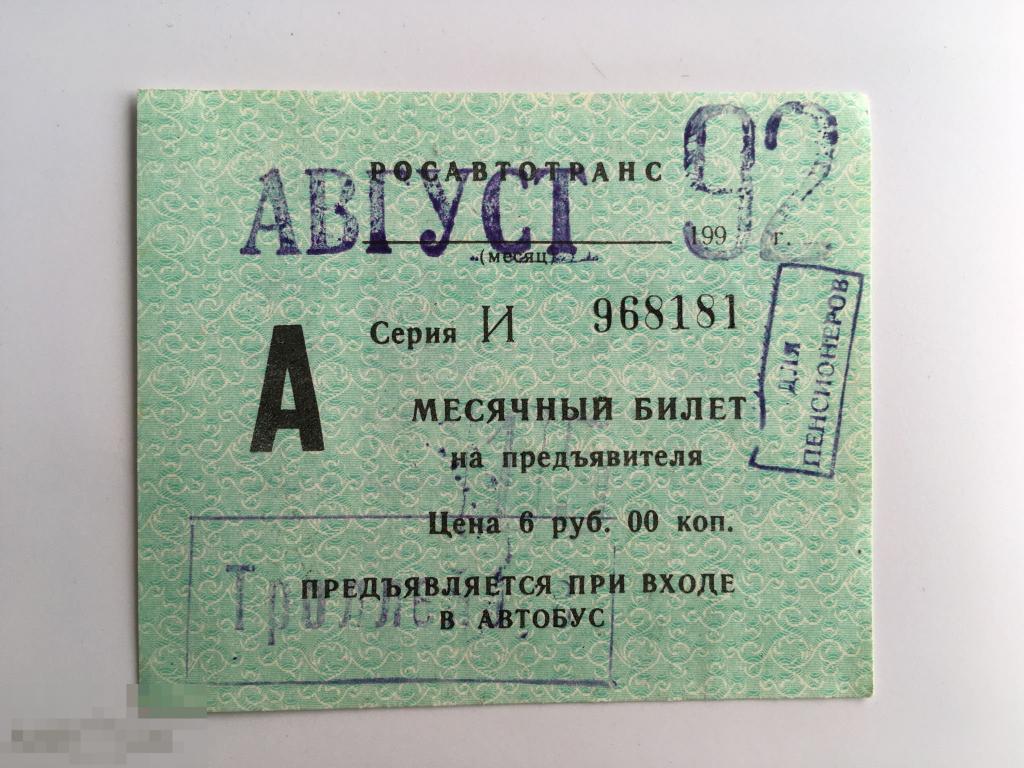 92
РОСАВТОТРАНС
АВГУСТ
199 г.
(месяц)
Серия И 968181
А
ДЛЯ
ПЕНСИОНЕРОВ
МЕСЯЧНЫЙ БИЛЕТ
на предъявителя
Цена 6 руб. 00 коп.
ПРЕДЪЯВЛЯЕТСЯ ПРИ ВХОДЕ
В АВТОБУС